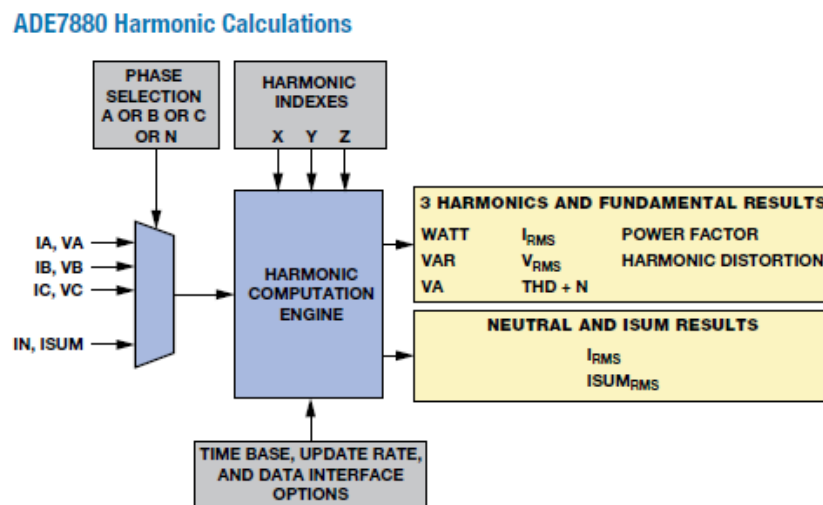 ADE7880 Harmonic Calculations
PHASE
SELECTION
A OR B OR C
OR N
HARMONIC
INDEXES
X Y Z
IA, VA
IB, VB
IC, VC
IN, ISUM
HARMONIC
COMPUTATION
ENGINE
3 HARMONICS AND FUNDAMENTAL RESULTS
WATT IRMS POWER FACTOR
VAR VRMS HARMONIC DISTORTION
VA THD + N
NEUTRAL AND ISUM RESULTS
IRMS
ISUMRMS
TIME BASE, UPDATE RATE,
AND DATA INTERFACE
OPTIONS